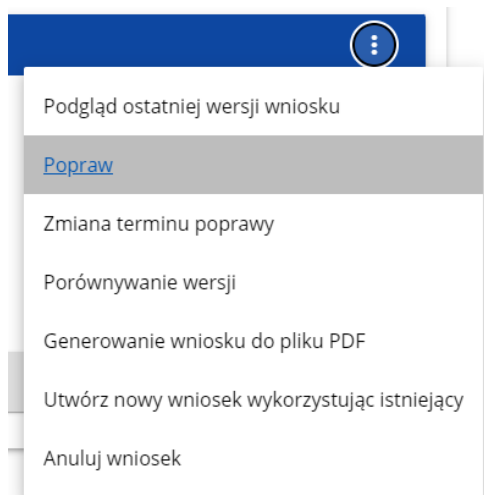 Podgląd ostatniej wersji wniosku
Popraw
Zmiana terminu poprawy
Porównywanie wersji
Generowanie wniosku do pliku PDF
Utwórz nowy wniosek wykorzystując istniejący
Anuluj wniosek